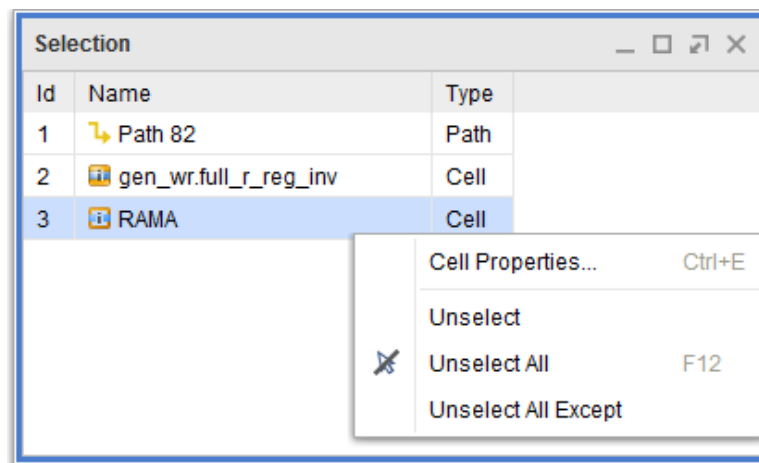 Selection
Id Name Type
1 Path 82 Path
2 gen_wr.full_r_reg_inv Cell
3 RAMA Cell
Cell Properties... Ctrl+E
Unselect
Unselect All F12
Unselect All Except